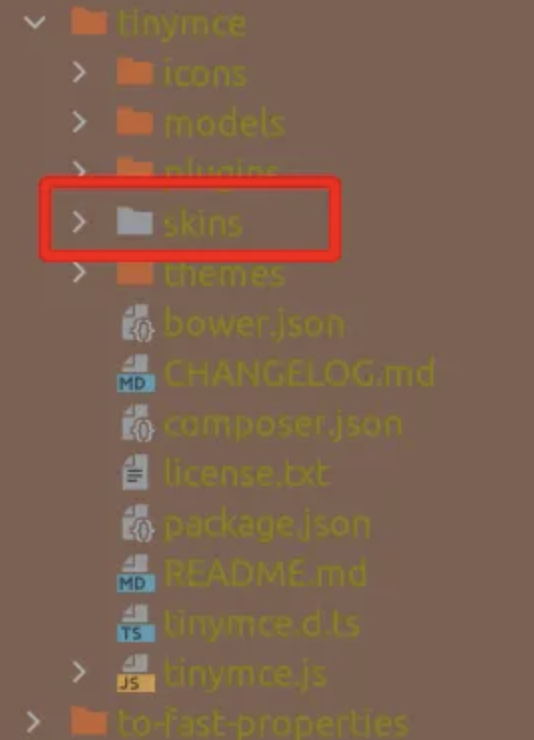 tinymce
icons
models
plugins
skins
themes
bower.json
MD CHANGELOG.md
composer.json
license.txt
package.json
MD README.md
TS tinymce.d.ts
JS tinymce.js
to-fast-properties